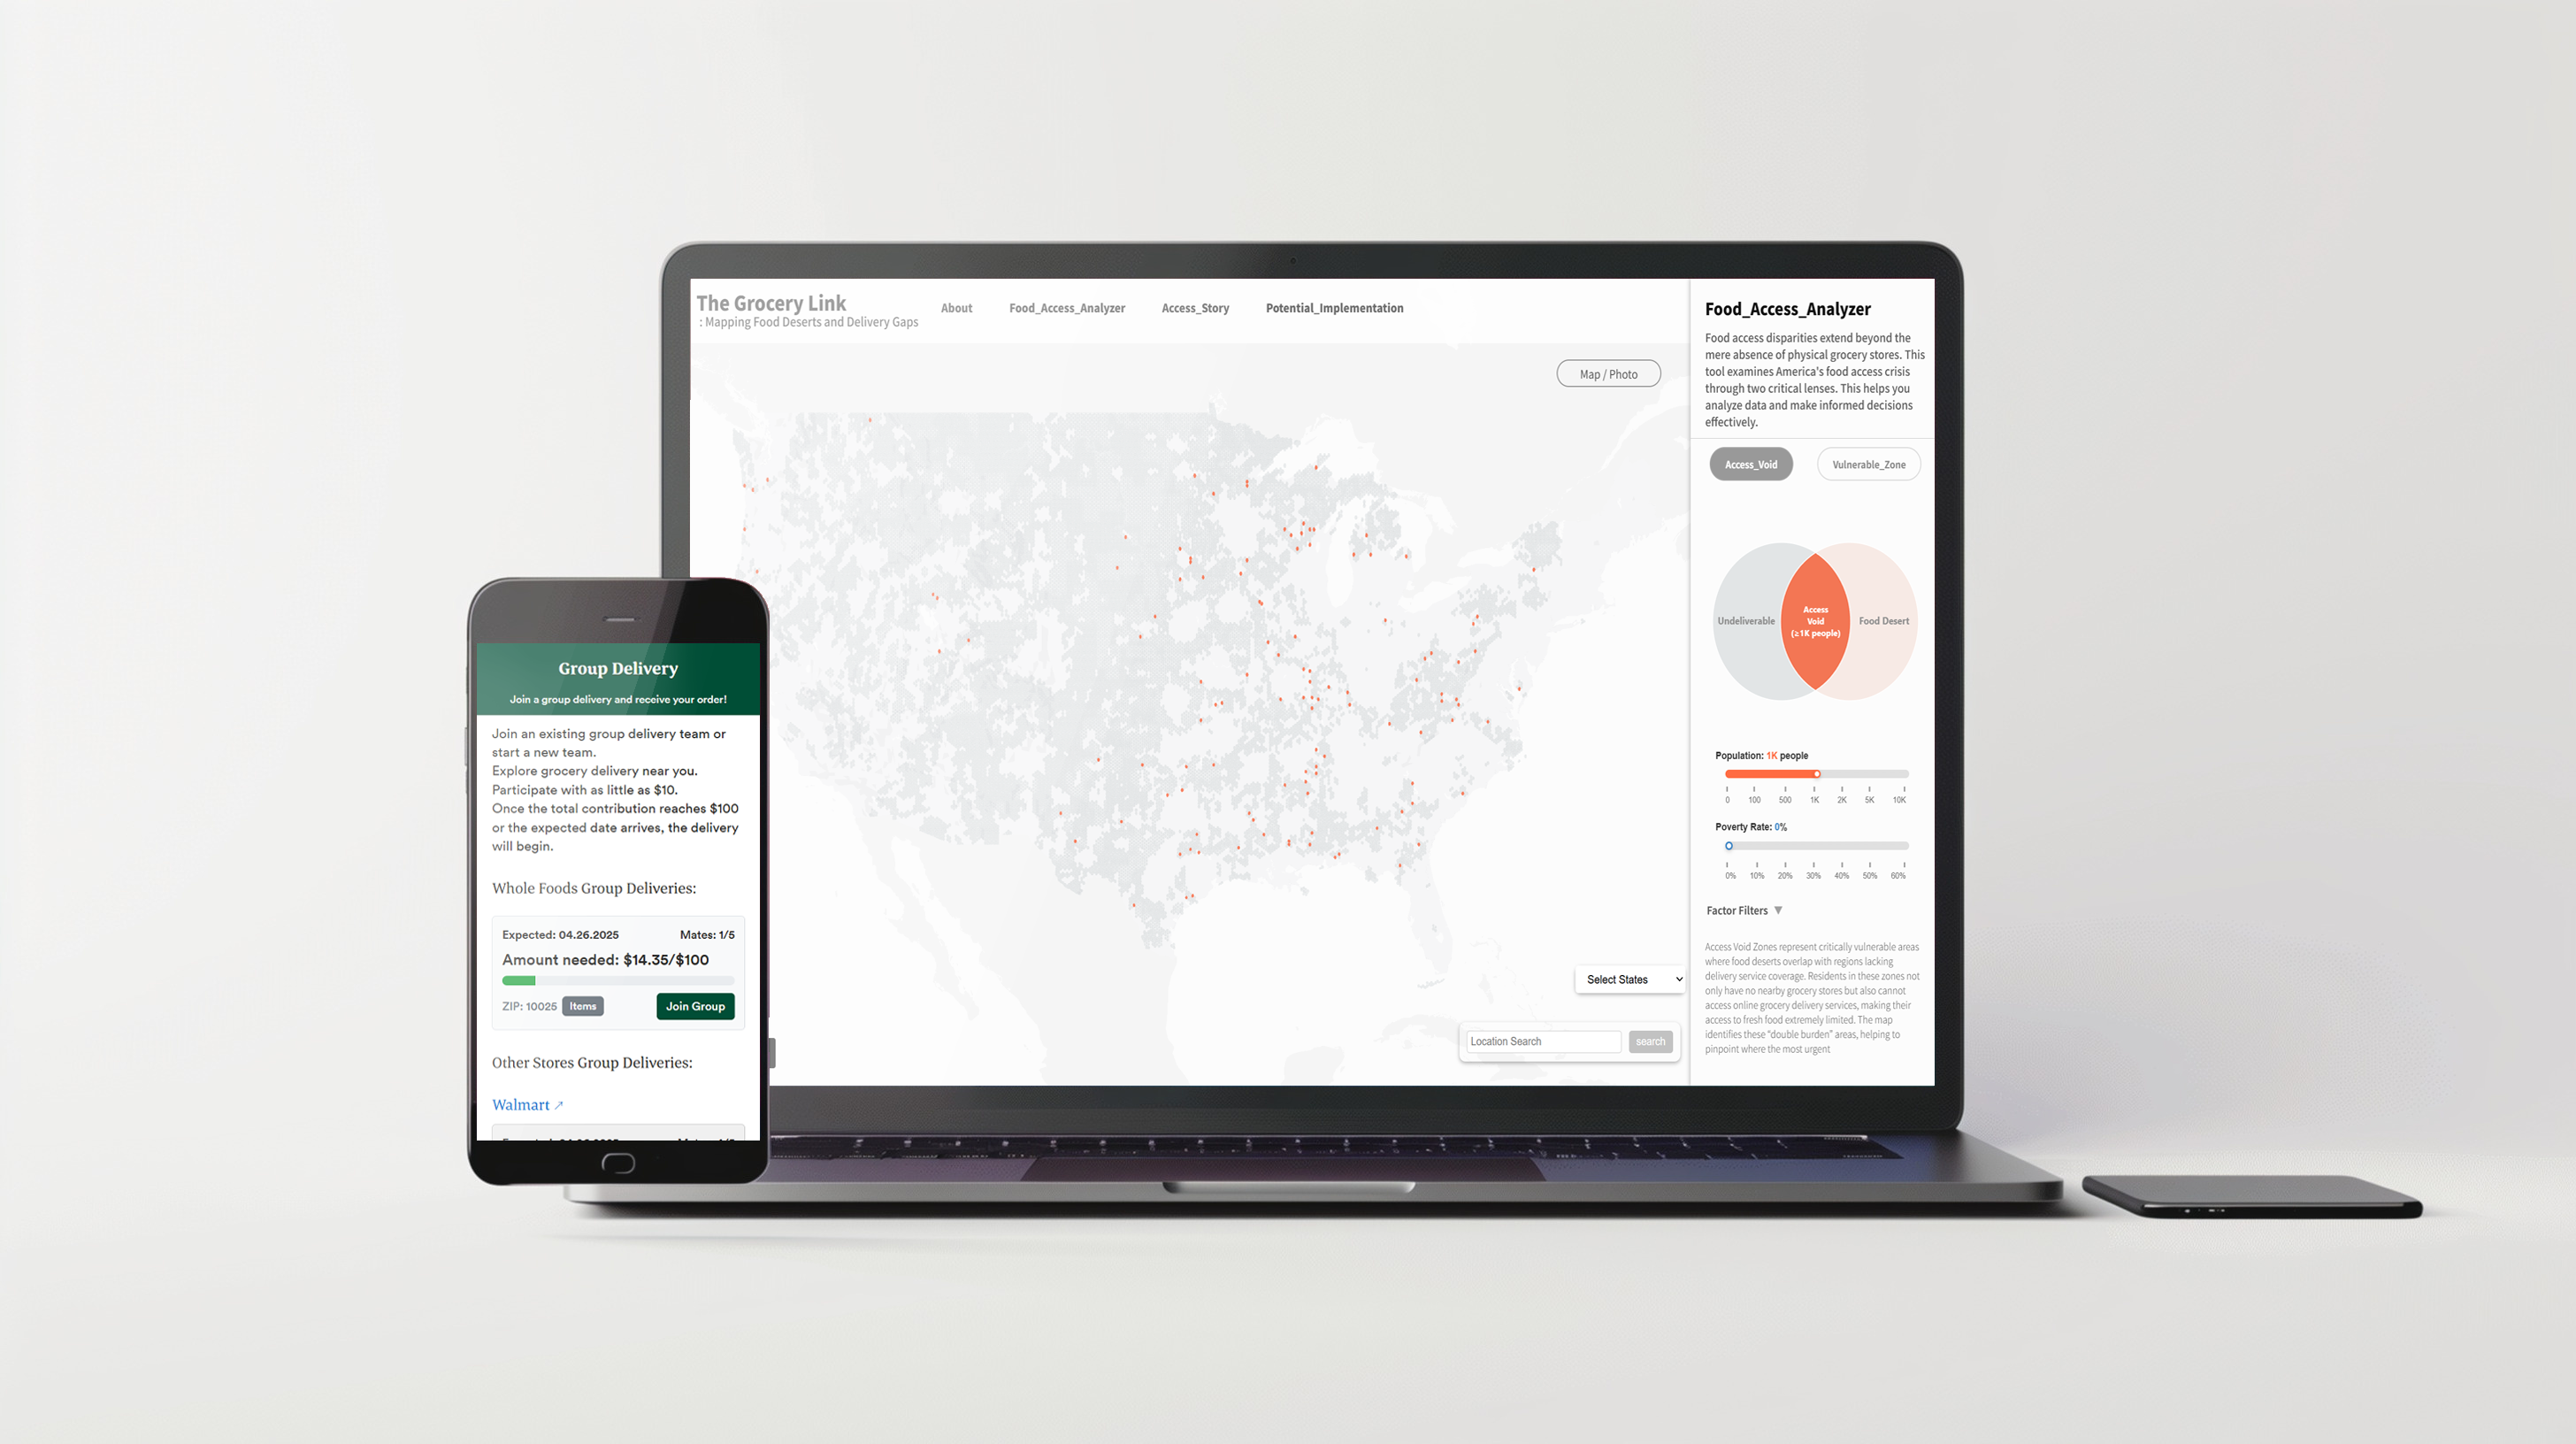 The Grocery Link
: Mapping Food Deserts and Delivery Gaps
About
Food_Access_Analyzer
Access_Story
Potential_Implementation
Map / Photo
Select States
Location Search
search
Food_Access_Analyzer
Food access disparities extend beyond the
mere absence of physical grocery stores. This
tool examines America's food access crisis
through two critical lenses. This helps you
analyze data and make informed decisions
effectively.
Access_Void
Vulnerable_Zone
Undeliverable
Access
Void
(≥1K people)
Food Desert
Population: 1K people
0 100 500 1K 2K 5K 10K
Poverty Rate: 0%
0% 10% 20% 30% 40% 50% 60%
Factor Filters ▼
Access Void Zones represent critically vulnerable areas
where food deserts overlap with regions lacking
delivery service coverage. Residents in these zones not
only have no nearby grocery stores but also cannot
access online grocery delivery services, making their
access to fresh food extremely limited. The map
identifies these “double burden” areas, helping to
pinpoint where the most urgent
Group Delivery
Join a group delivery and receive your order!
Join an existing group delivery team or
start a new team.
Explore grocery delivery near you.
Participate with as little as $10.
Once the total contribution reaches $100
or the expected date arrives, the delivery
will begin.
Whole Foods Group Deliveries:
Expected: 04.26.2025
Mates: 1/5
Amount needed: $14.35/$100
ZIP: 10025
Items
Join Group
Other Stores Group Deliveries:
Walmart ↗